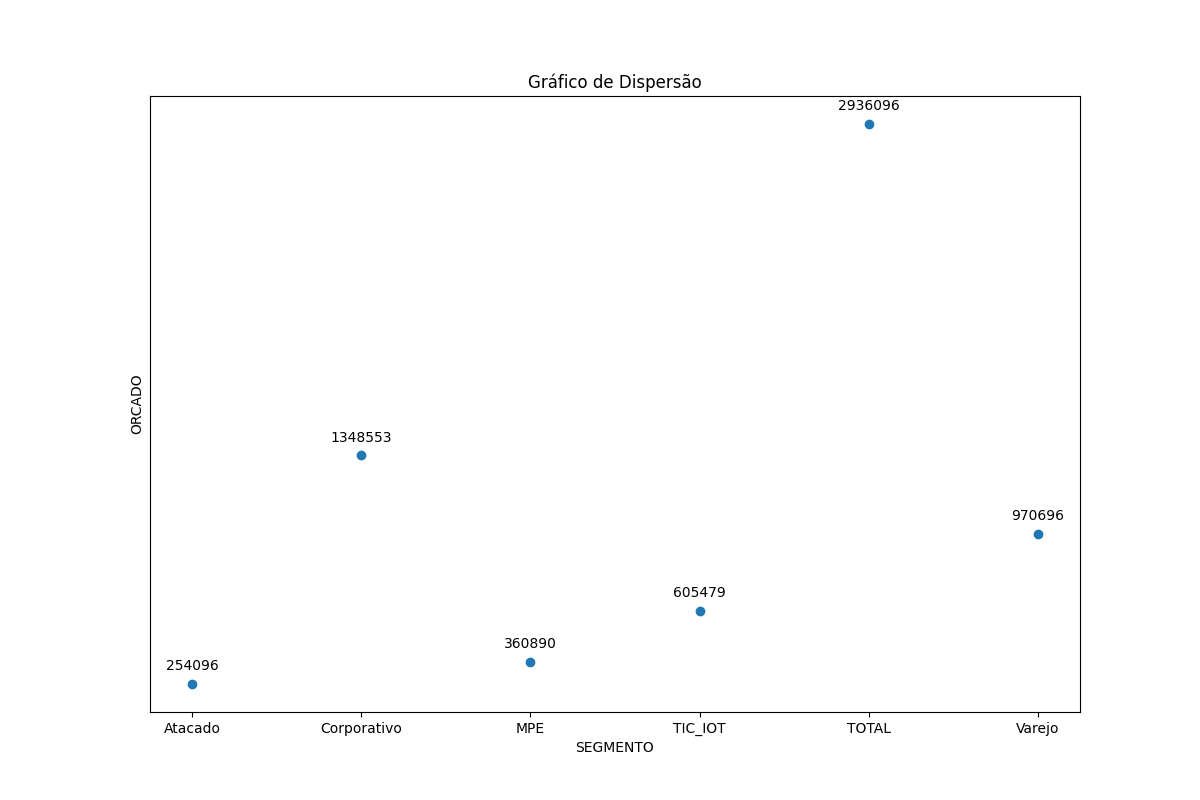 Gráfico de Dispersão
2936096
1348553
970696
605479
360890
254096
ORCADO
Atacado Corporativo MPE TIC_IOT TOTAL Varejo
SEGMENTO